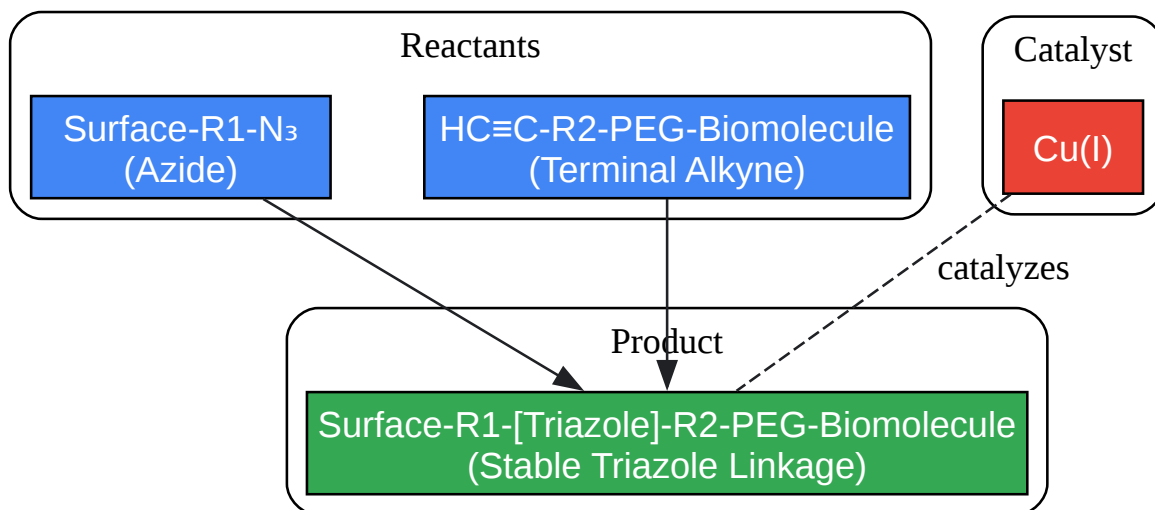 Reactants
Catalyst
Surface-R1-N₃
(Azide)
HC≡C-R2-PEG-Biomolecule
(Terminal Alkyne)
Cu(I)
catalyzes
Product
Surface-R1-[Triazole]-R2-PEG-Biomolecule
(Stable Triazole Linkage)